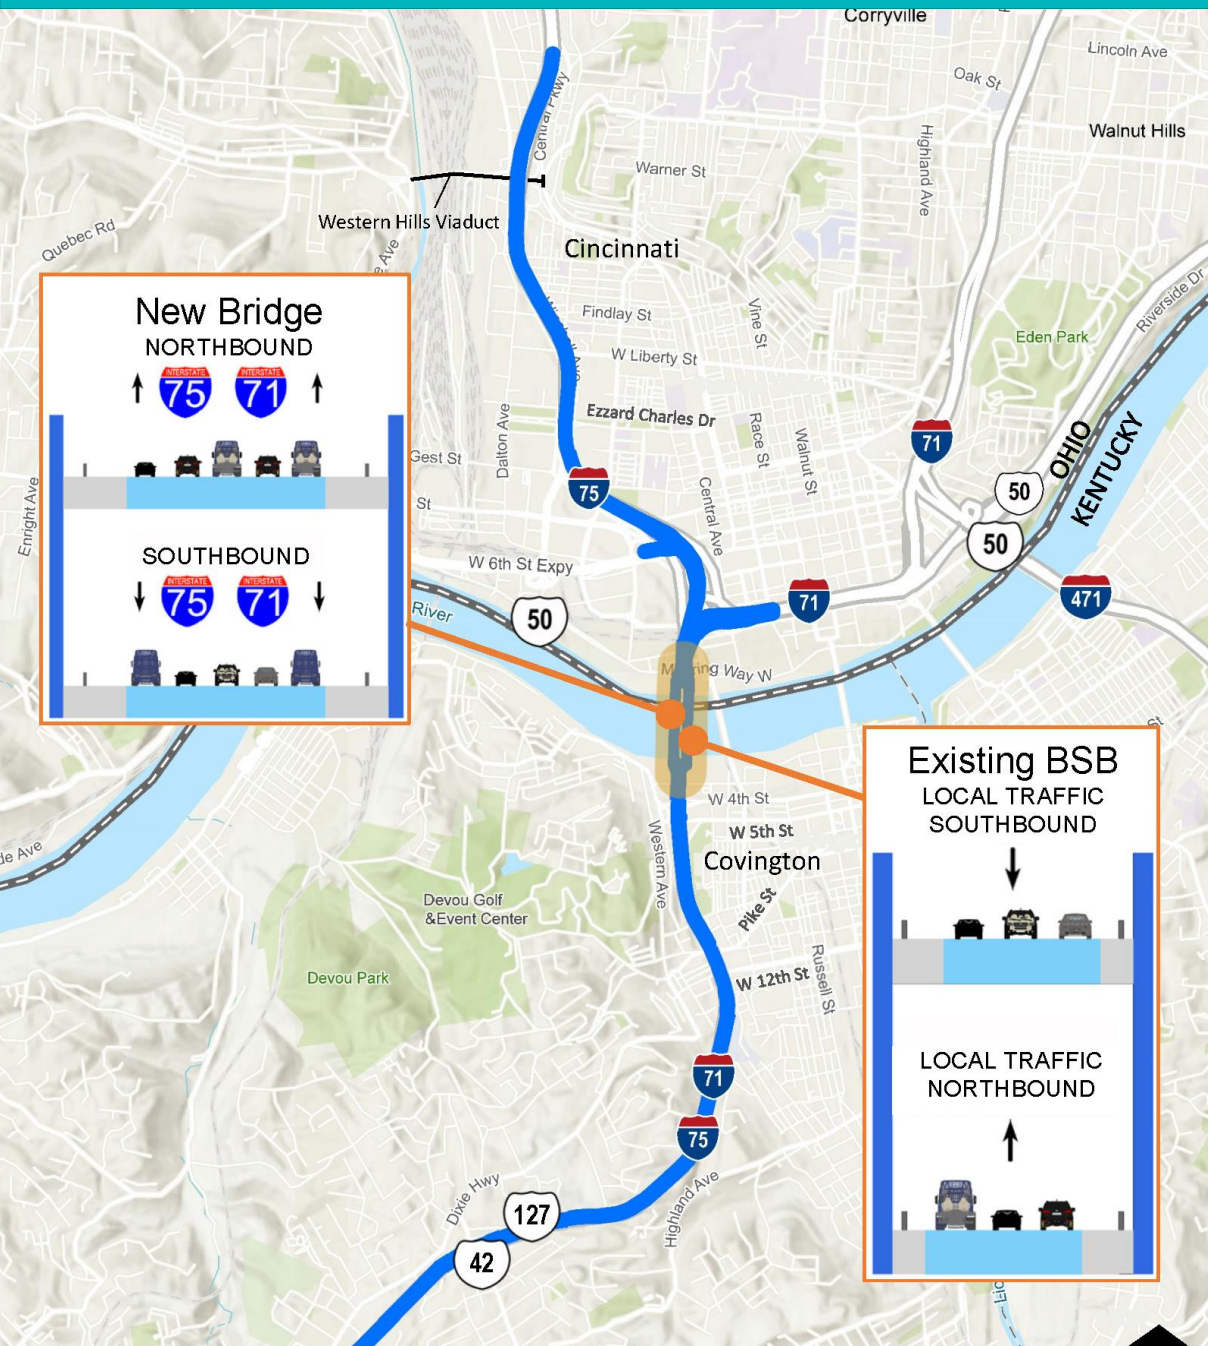 Corryville
Lincoln Ave
Oak St
Walnut Hills
Central Pkwy
Highland Ave
Warner St
Western Hills Viaduct
Quebec Rd
Cincinnati
Riverside Dr
New Bridge
NORTHBOUND
INTERSTATE
75
INTERSTATE
71
SOUTHBOUND
INTERSTATE
75
INTERSTATE
71
Findlay St
Vine St
W Liberty St
Eden Park
Ezzard Charles Dr
Dalton Ave
Race St
Walnut St
Gest St
St
Enright Ave
75
71
50
OHIO
KENTUCKY
Central Ave
50
W 6th St Expy
50
71
471
River
W 4th St
W 5th St
Covington
Western Ave
Pike St
W 12th St
Russell St
Devou Golf
&Event Center
Devou Park
St
Existing BSB
LOCAL TRAFFIC
SOUTHBOUND
LOCAL TRAFFIC
NORTHBOUND
71
75
Dixie Hwy
127
42
Highland Ave